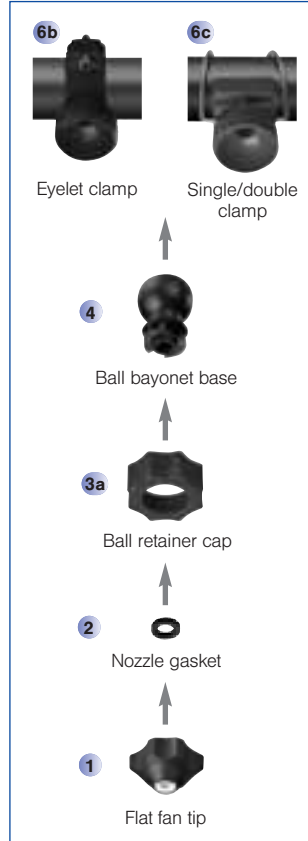 6b
6c
Eyelet clamp
Single/double
clamp
4
Ball bayonet base
3a
Ball retainer cap
2
Nozzle gasket
1
Flat fan tip